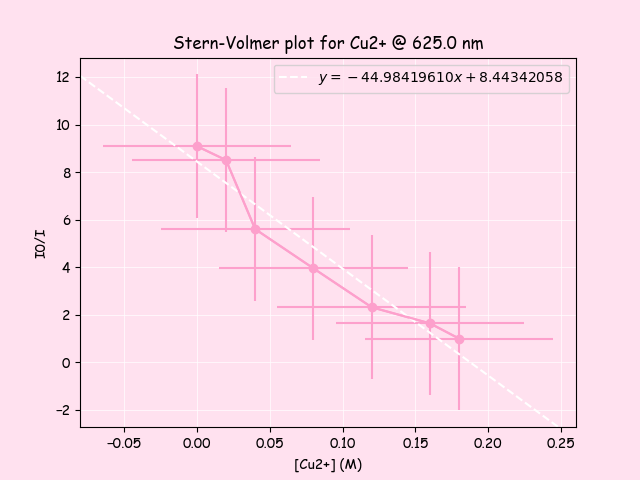 Stern-Volmer plot for Cu2+ @ 625.0 nm
y = −44.98419610x + 8.44342058
12
10
8
6
4
2
0
−2
I0/I
−0.05 0.00 0.05 0.10 0.15 0.20 0.25
[Cu2+] (M)